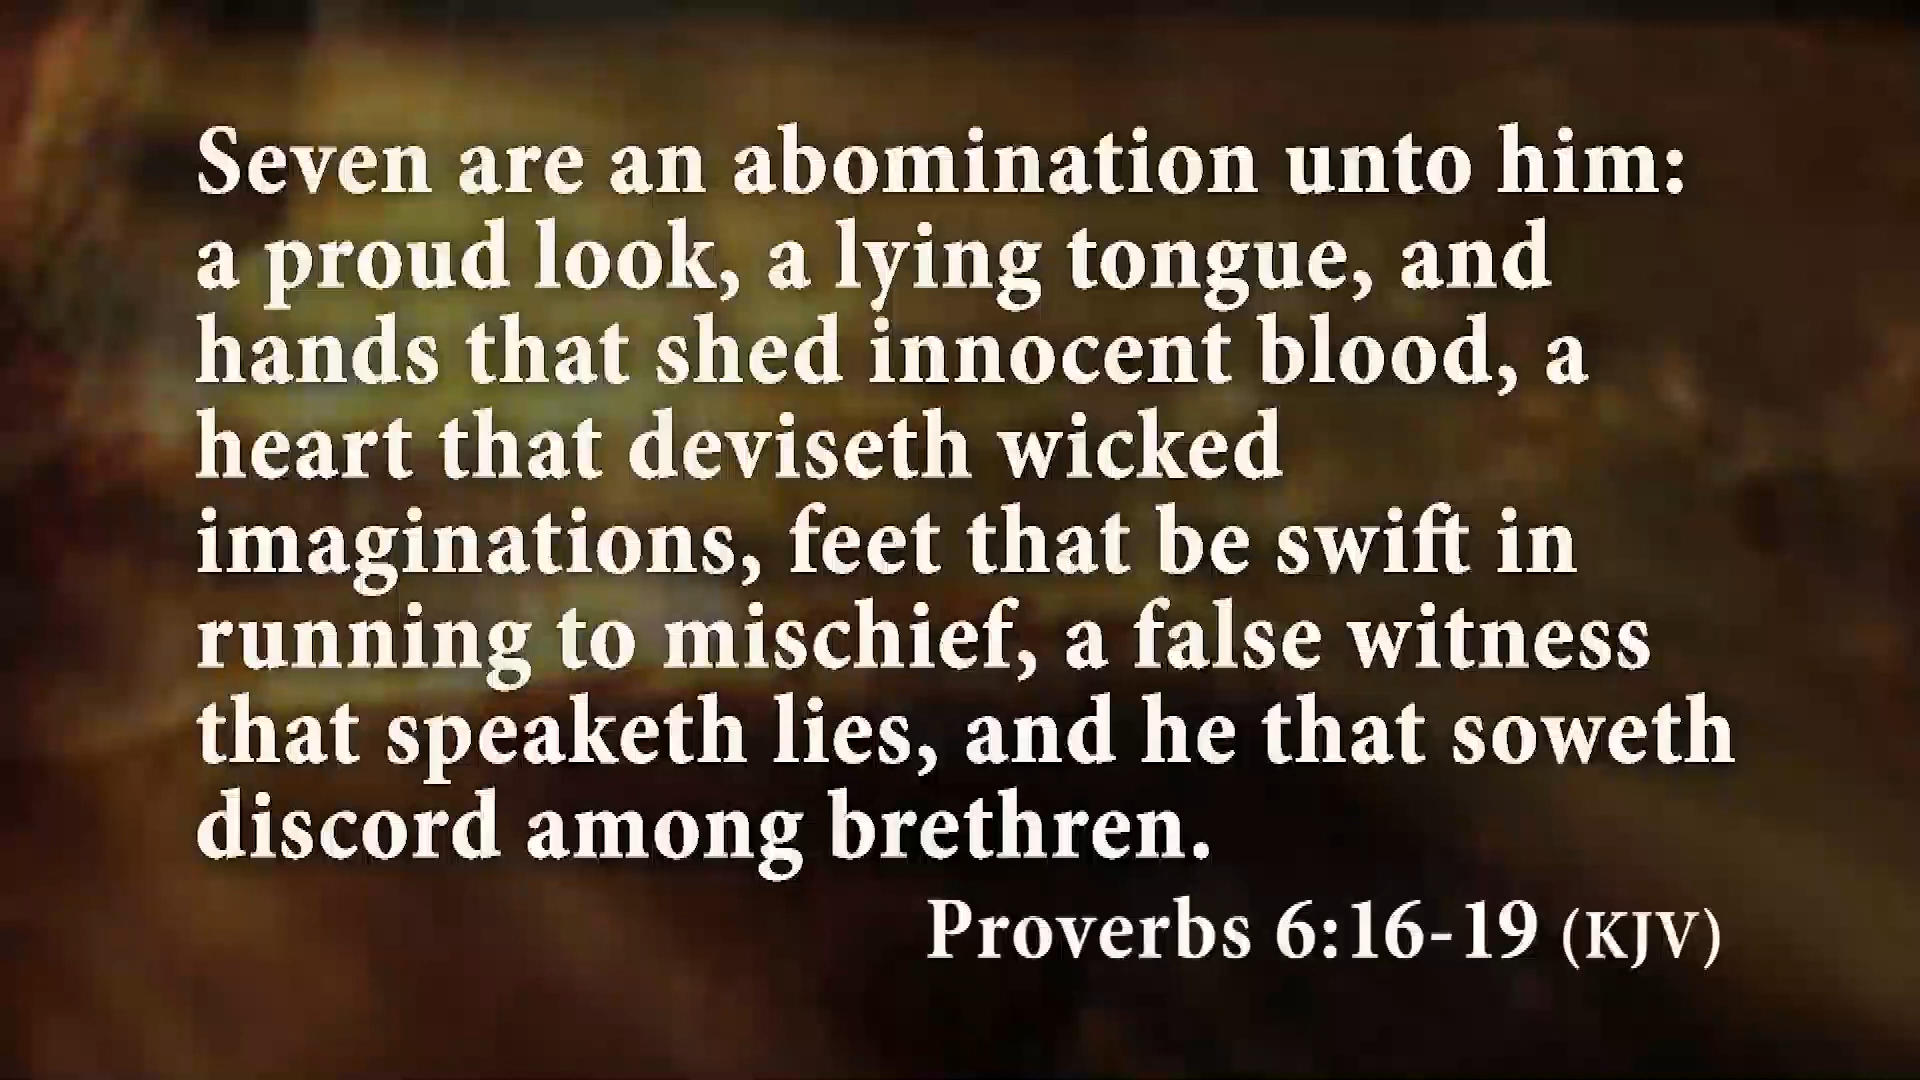 Seven are an abomination unto him:
a proud look, a lying tongue, and
hands that shed innocent blood, a
heart that deviseth wicked
imaginations, feet that be swift in
running to mischief, a false witness
that speaketh lies, and he that soweth
discord among brethren.
Proverbs 6:16-19 (KJV)